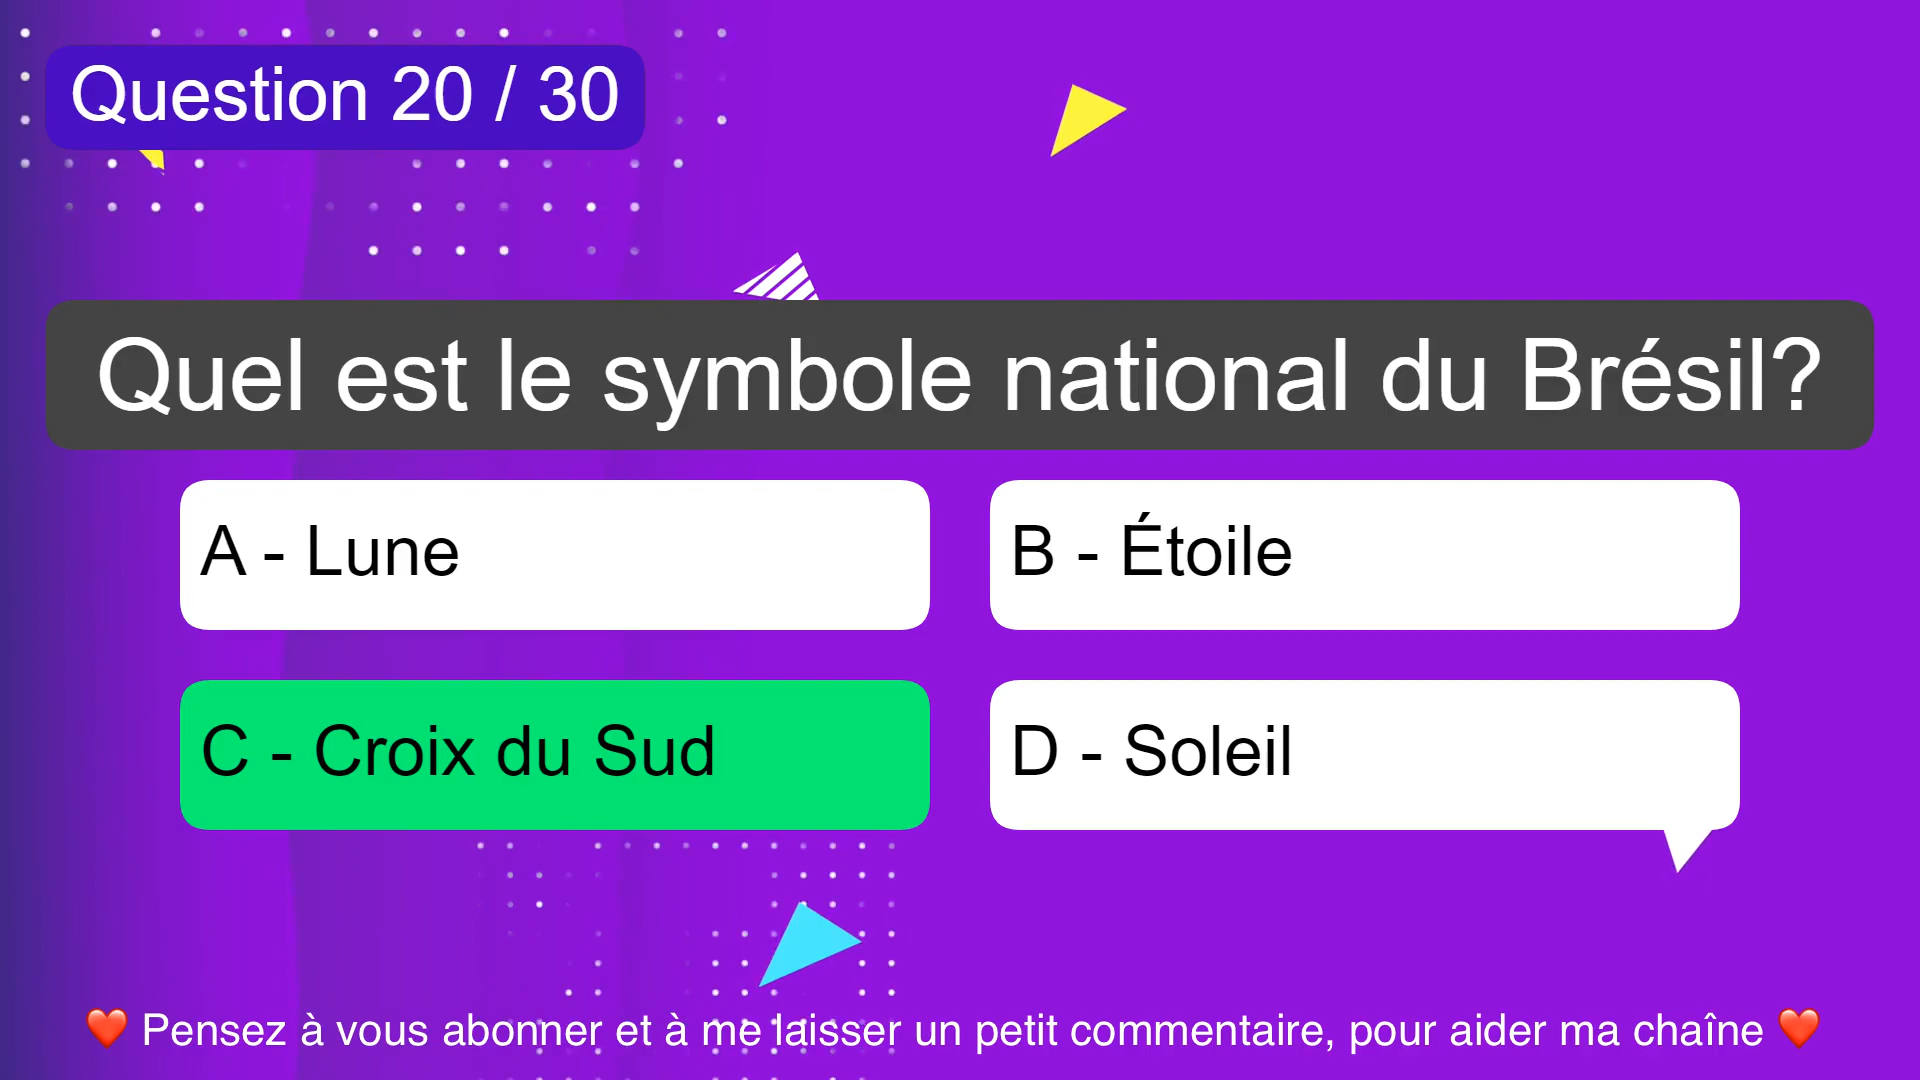 Question 20 / 30
Quel est le symbole national du Brésil?
A - Lune
B - Étoile
C - Croix du Sud
D - Soleil
❤️ Pensez à vous abonner et à me laisser un petit commentaire, pour aider ma chaîne ❤️